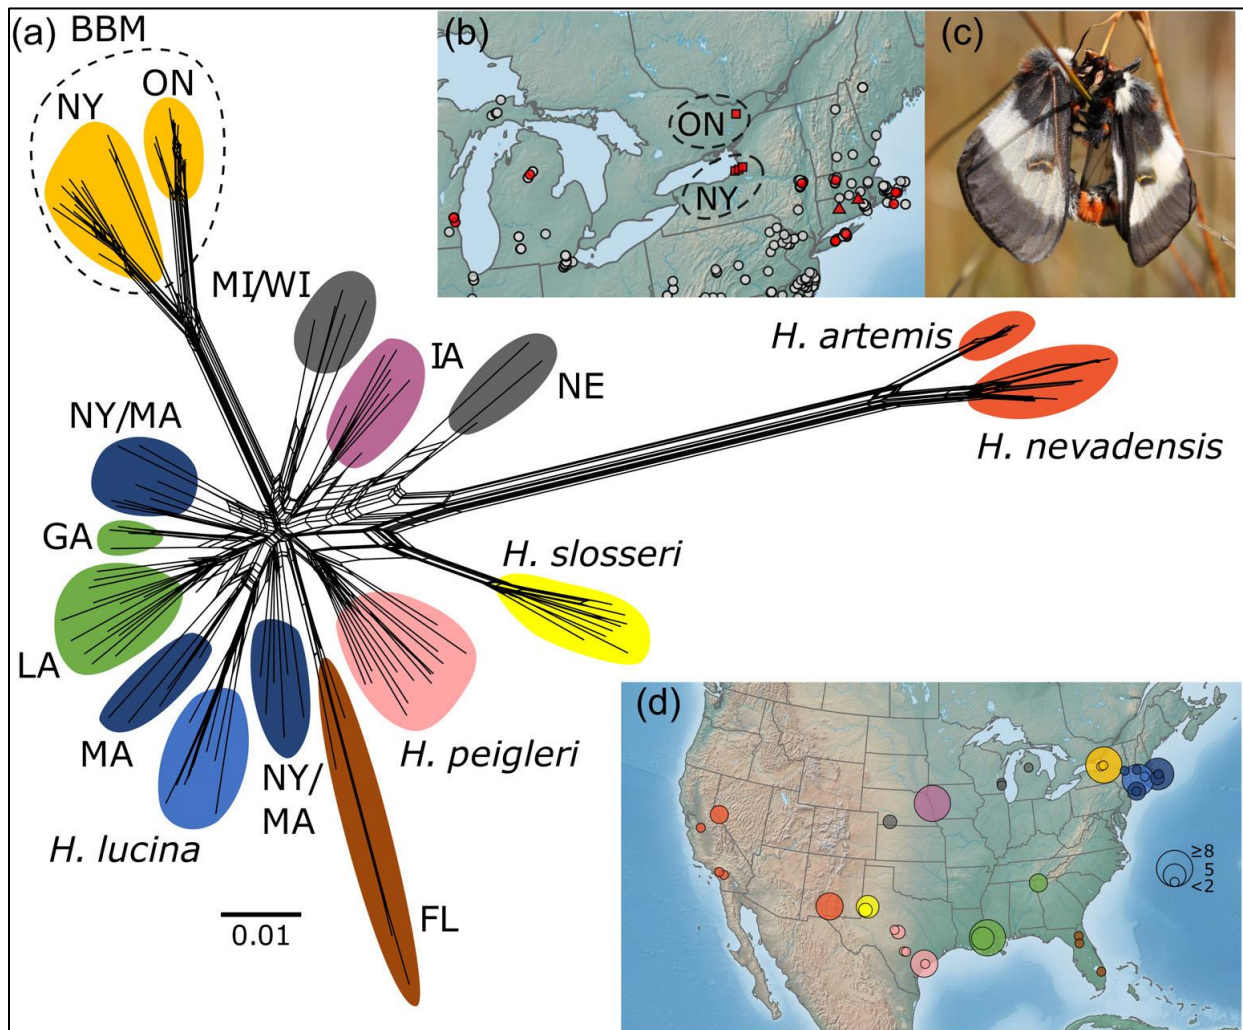 (a)
BBM
NY
ON
MI/WI
IA
NE
H. artemis
H. nevadensis
NY/MA
GA
H. slosseri
LA
MA
H. lucina
NY/
MA
H. peigleri
FL
0.01
(b)
ON
NY
(c)
(d)
≥8
5
<2